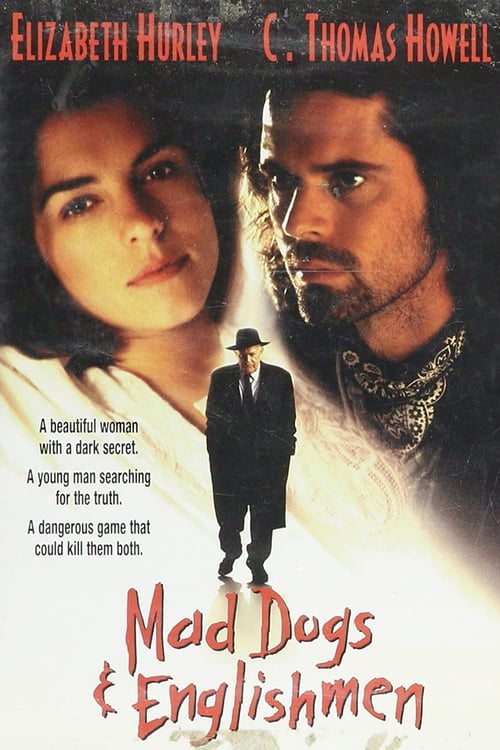 ELIZABETH HURLEY C. THOMAS HOWELL
A beautiful woman
with a dark secret.
A young man searching
for the truth.
A dangerous game that
could kill them both.
Mad Dogs
& Englishmen